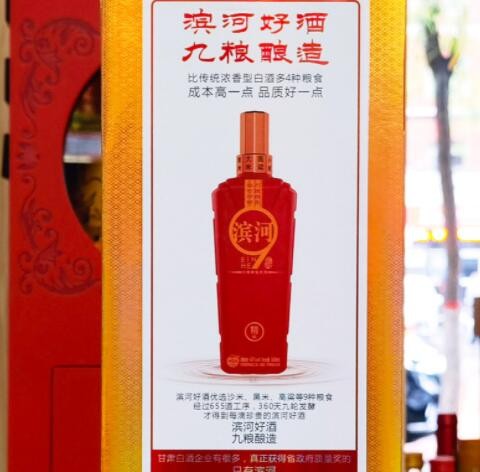 滨河好酒
九粮酿造
比传统浓香型白酒多4种粮食
成本高一点 品质好一点
滨河
9
BIN
HE
精
滨河好酒优选沙米、黑米、高粱等9种粮食
经过655道工序，360天九轮发酵
才得到每滴珍贵的滨河好酒
滨河好酒
九粮酿造
甘肃白酒企业有很多，真正获得省政府质量奖的
只有滨河